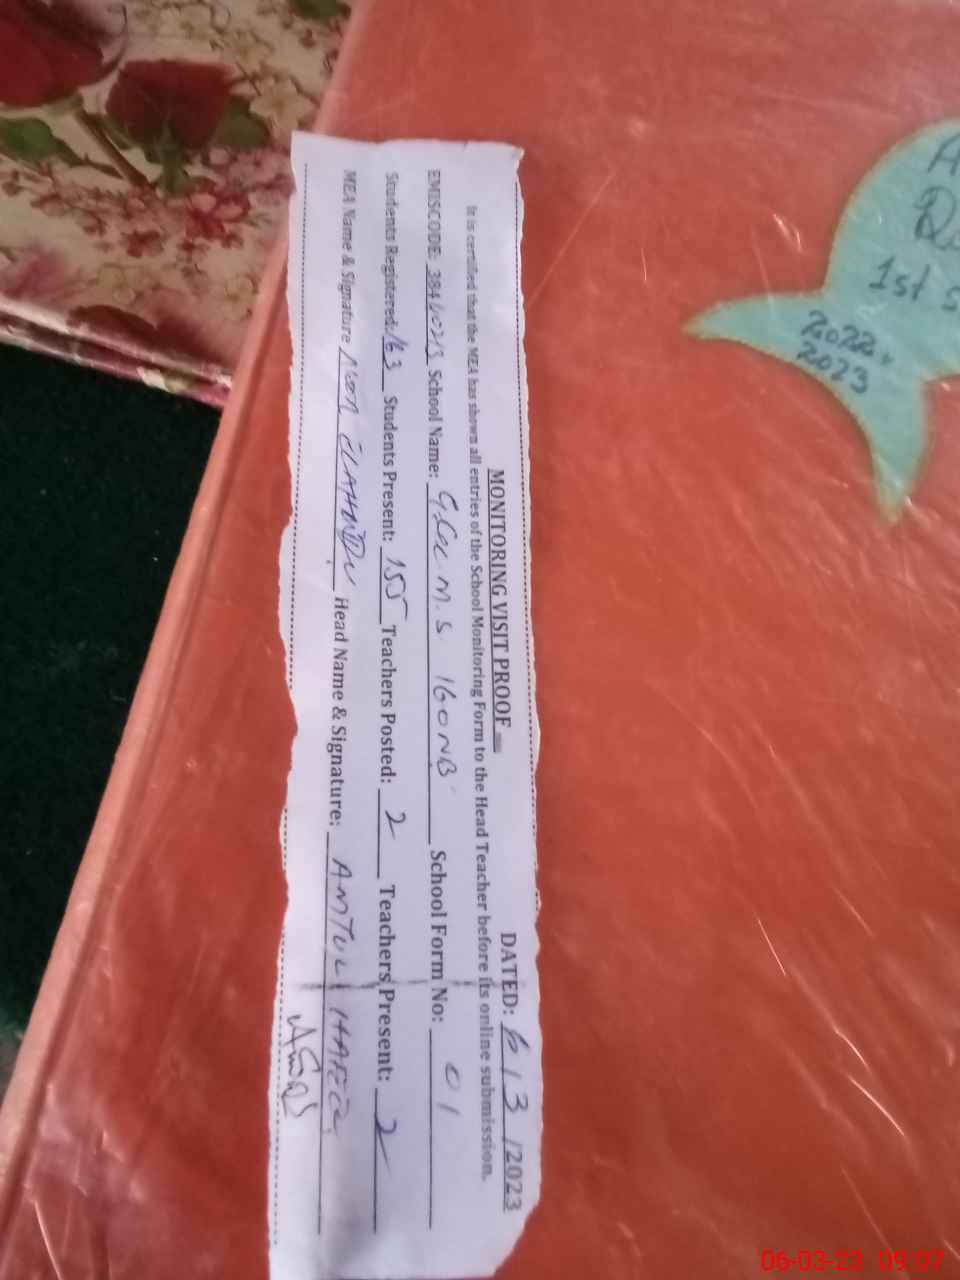 MONITORING VISIT PROOF
DATED: 6/3/2023
It is certified that the MEA has shown all entries of the School Monitoring Form to the Head Teacher before its online submission.
EMISCODE: 38410213 School Name: M.S 160NB School Form No: 01
Students Registered: 163 Students Present: 155 Teachers Posted: 2 Teachers Present: 2
MEA Name & Signature Head Name & Signature: AMTUL HAFEEZ
1st S
2022.
2023
06-03-23 09:07